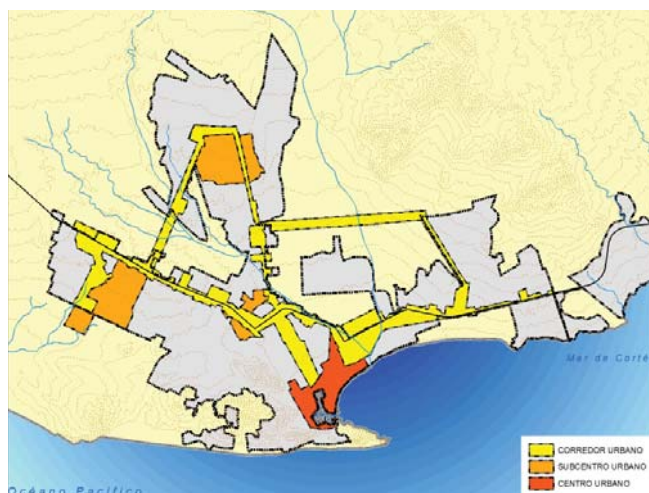 Mar de Corté
Océano Pacífico
CORREDOR URBANO
SUBCENTRO URBANO
CENTRO URBANO